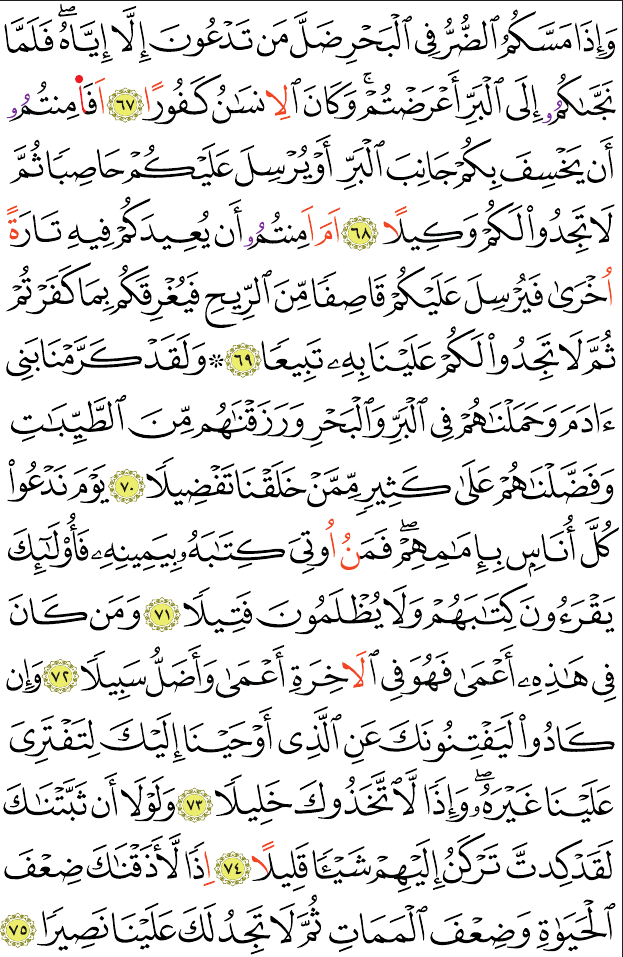 وَإِذَا مَسَّكُمُ ٱلضُّرُّ فِي ٱلْبَحْرِ ضَلَّ مَن تَدْعُونَ إِلَّا إِيَّاهُۖ فَلَمَّا
نَجَّىٰكُمُۥ إِلَى ٱلْبَرِّ أَعْرَضْتُمْۚ وَكَانَ ٱلِانسَٰنُ كَفُورًا ٦٧ اَفَأَمِنتُمُۥ
أَن يَخْسِفَ بِكُمْ جَانِبَ ٱلْبَرِّ أَوْ يُرْسِلَ عَلَيْكُمْ حَاصِبًا ثُمَّ
لَا تَجِدُوا۟ لَكُمْ وَكِيلًا ٦٨ اَمَ اَمِنتُمُۥ أَن يُعِيدَكُمْ فِيهِ تَارَةً
اُخْرَىٰ فَيُرْسِلَ عَلَيْكُمْ قَاصِفًا مِّنَ ٱلرِّيحِ فَيُغْرِقَكُم بِمَا كَفَرْتُمْ
ثُمَّ لَا تَجِدُوا۟ لَكُمْ عَلَيْنَا بِهِۦ تَبِيعًا ٦٩ ۞ وَلَقَدْ كَرَّمْنَا بَنِي
ءَادَمَ وَحَمَلْنَٰهُمْ فِي ٱلْبَرِّ وَٱلْبَحْرِ وَرَزَقْنَٰهُم مِّنَ ٱلطَّيِّبَٰتِ
وَفَضَّلْنَٰهُمْ عَلَىٰ كَثِيرٍ مِّمَّنْ خَلَقْنَا تَفْضِيلًا ٧٠ يَوْمَ نَدْعُوا۟
كُلَّ أُنَاسٍۭ بِإِمَٰمِهِمْۖ فَمَنُ اُوتِيَ كِتَٰبَهُۥ بِيَمِينِهِۦ فَأُو۟لَٰٓئِكَ
يَقْرَءُونَ كِتَٰبَهُمْ وَلَا يُظْلَمُونَ فَتِيلًا ٧١ وَمَن كَانَ
فِي هَٰذِهِۦ أَعْمَىٰ فَهُوَ فِي ٱلَاخِرَةِ أَعْمَىٰ وَأَضَلُّ سَبِيلًا ٧٢ وَإِن
كَادُوا۟ لَيَفْتِنُونَكَ عَنِ ٱلَّذِي أَوْحَيْنَا إِلَيْكَ لِتَفْتَرِيَ
عَلَيْنَا غَيْرَهُۥۖ وَإِذًا لَّٱتَّخَذُوكَ خَلِيلًا ٧٣ وَلَوْلَا أَن ثَبَّتْنَٰكَ
لَقَدْ كِدتَّ تَرْكَنُ إِلَيْهِمْ شَيْـًٔا قَلِيلًا ٧٤ اِذًا لَّأَذَقْنَٰكَ ضِعْفَ
ٱلْحَيَوٰةِ وَضِعْفَ ٱلْمَمَاتِ ثُمَّ لَا تَجِدُ لَكَ عَلَيْنَا نَصِيرًا ٧٥